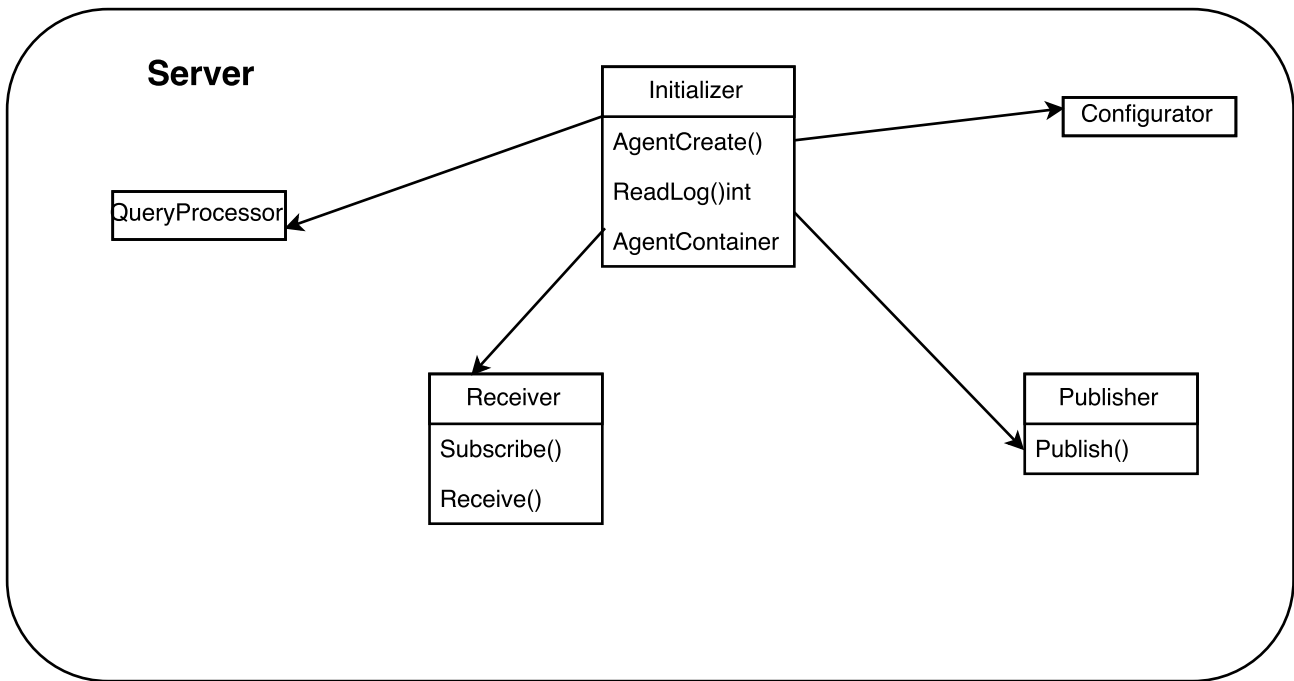 Server
Initializer
AgentCreate()
ReadLog()int
AgentContainer
Configurator
QueryProcessor
Receiver
Subscribe()
Receive()
Publisher
Publish()